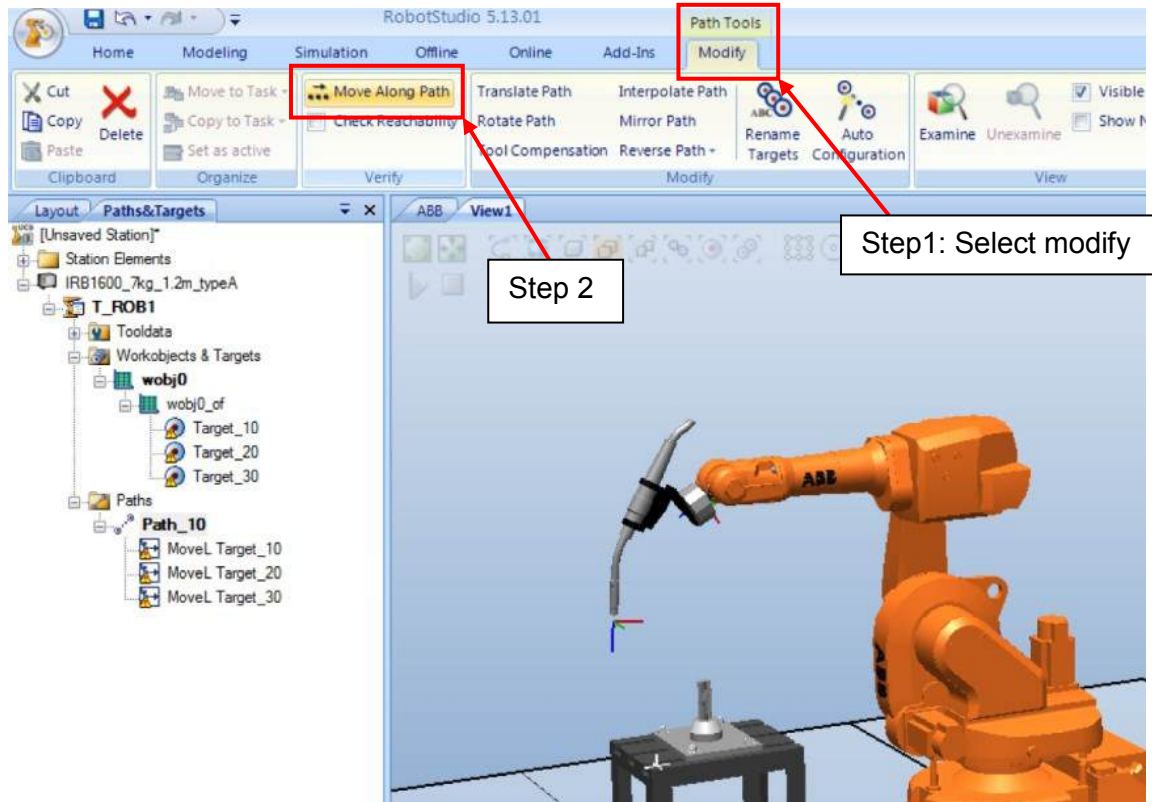 RobotStudio 5.13.01
Path Tools
Home Modeling Simulation Offline Online Add-Ins Modify
Cut
Copy
Paste
Delete
Clipboard
Move to Task
Copy to Task
Set as active
Organize
Move Along Path
Check Reachability
Verify
Translate Path
Rotate Path
Tool Compensation
Interpolate Path
Mirror Path
Reverse Path
ABC
Rename
Targets
Auto
Configuration
Modify
Examine
Unexamine
Visible
Show N
View
Layout Paths&Targets
ABB View1
Step1: Select modify
Step 2
UCS
[Unsaved Station]*
Station Elements
IRB1600_7kg_1.2m_typeA
T_ROB1
Tooldata
Workobjects & Targets
wobj0
wobj0_of
Target_10
Target_20
Target_30
Paths
Path_10
MoveL Target_10
MoveL Target_20
MoveL Target_30
ABB
ABB